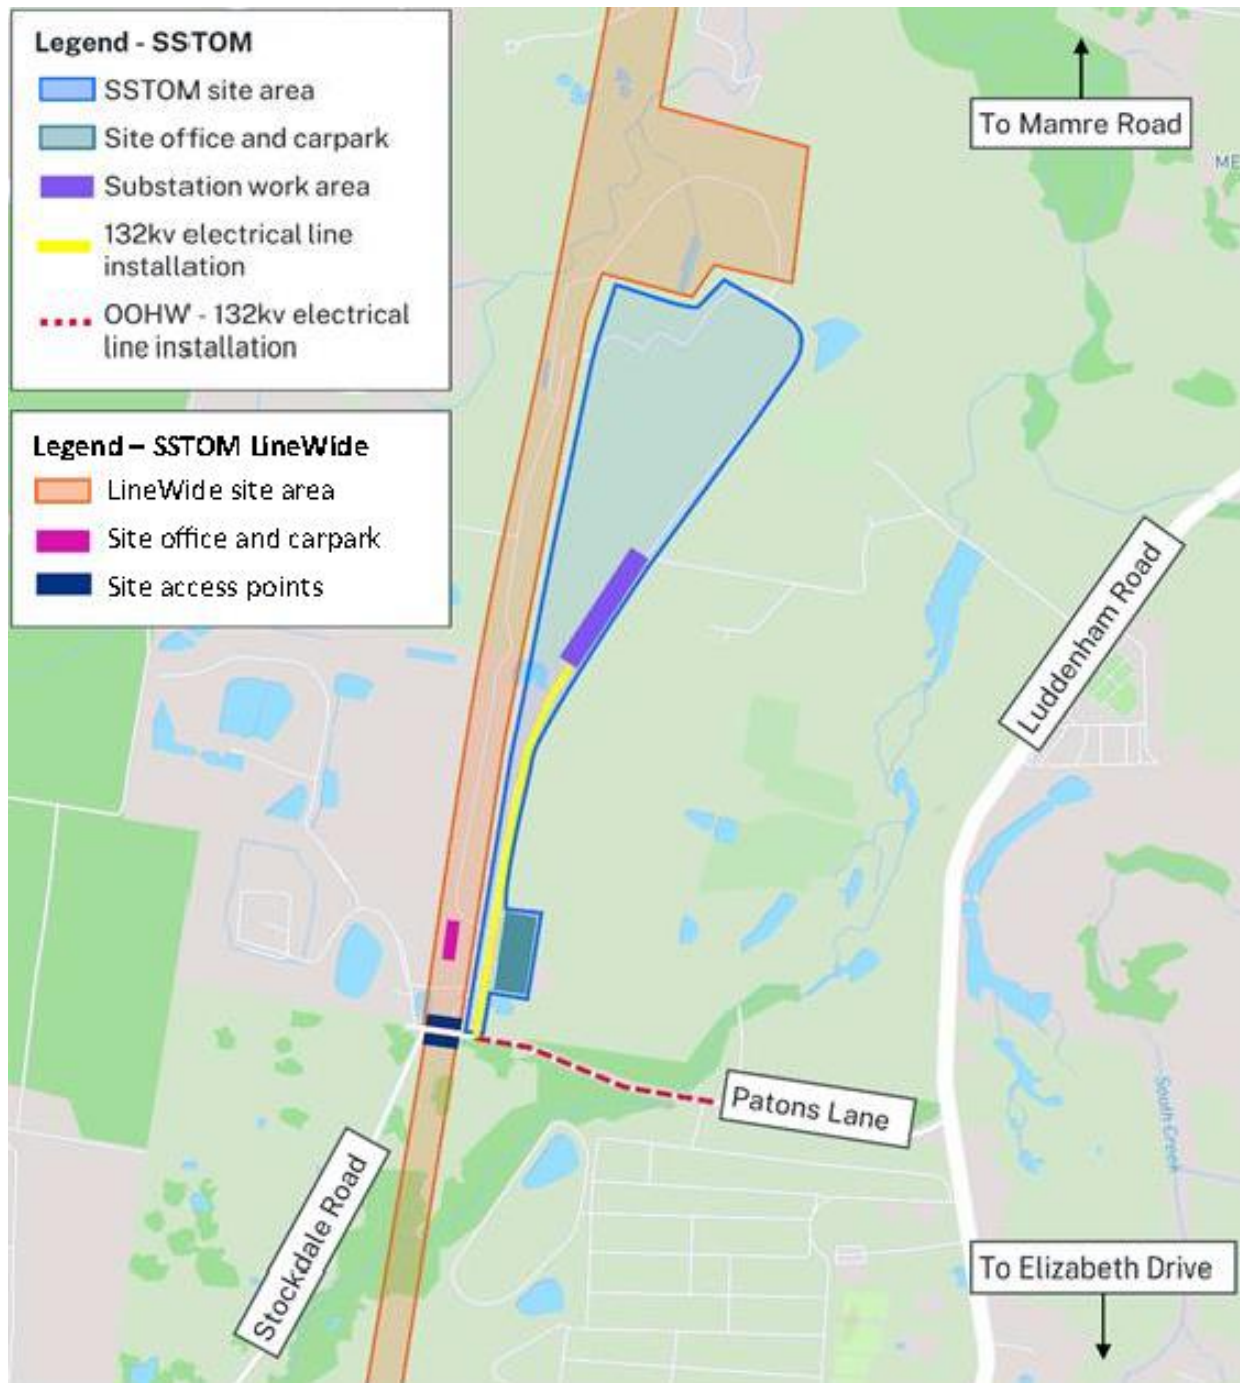 Legend - SSTOM
SSTOM site area
Site office and carpark
Substation work area
132kv electrical line
installation
OOHW - 132kv electrical
line installation
Legend – SSTOM LineWide
LineWide site area
Site office and carpark
Site access points
To Mamre Road
ME
Luddenham Road
Patons Lane
Stockdale Road
South Creek
To Elizabeth Drive